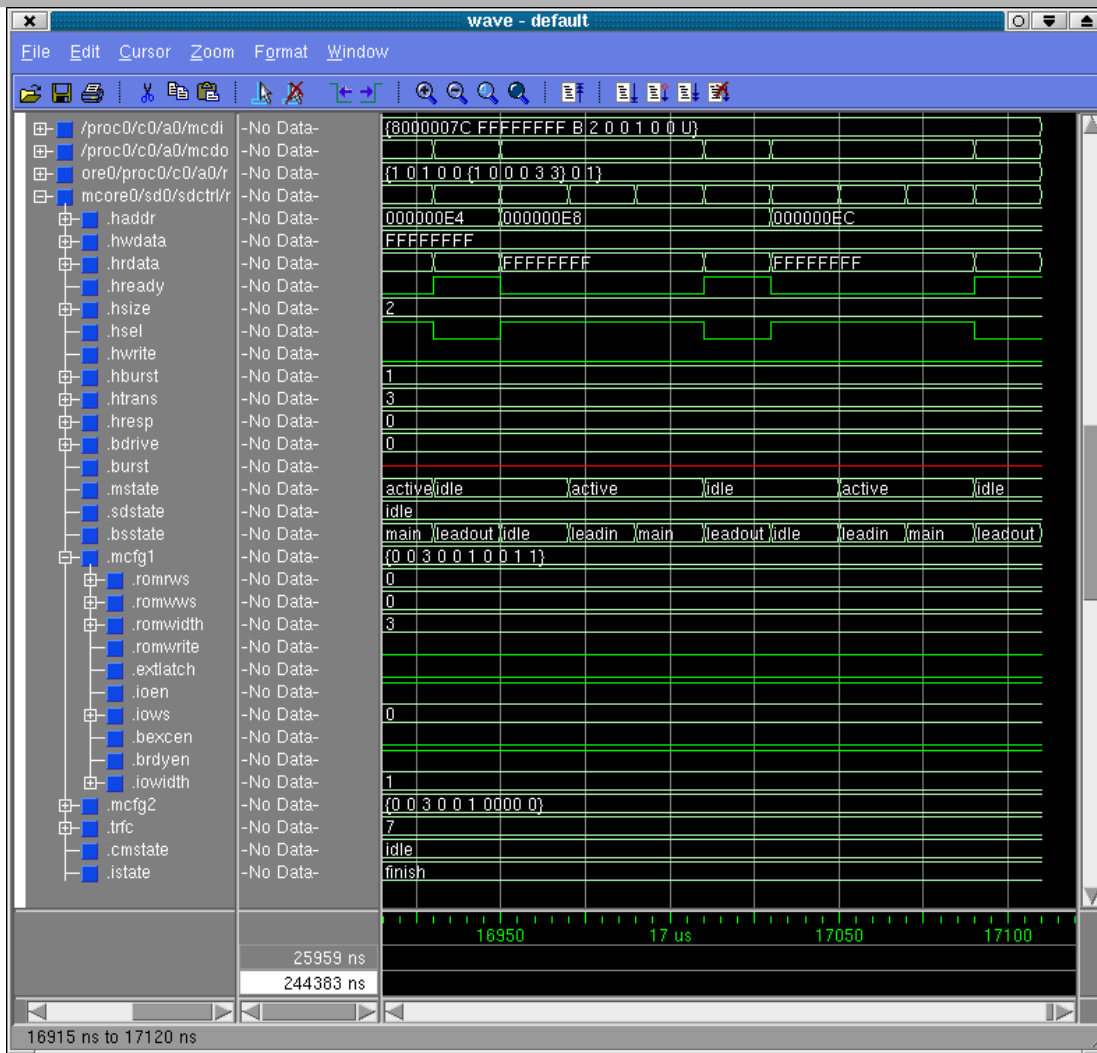 wave - default
File Edit Cursor Zoom Format Window
/proc0/c0/a0/mcdi -No Data- {8000007C FFFFFFFF B 2 0 0 1 0 0 U}
/proc0/c0/a0/mcdo -No Data-
ore0/proc0/c0/a0/r -No Data- {1 0 1 0 0 {1 0 0 0 3 3} 0 1}
mcore0/sd0/sdctrl/r -No Data-
.haddr -No Data- 000000E4 000000E8 000000EC
.hwdata -No Data- FFFFFFFF
.hrdata -No Data- FFFFFFFF FFFFFFFF
.hready -No Data-
.hsize -No Data- 2
.hsel -No Data-
.hwrite -No Data-
.hburst -No Data- 1
.htrans -No Data- 3
.hresp -No Data- 0
.bdrive -No Data- 0
.burst -No Data-
.mstate -No Data- active idle active idle active idle
.sdstate -No Data- idle
.bsstate -No Data- main leadout idle leadin main leadout idle leadin main leadout
.mcfg1 -No Data- {0 0 3 0 0 1 0 0 1 1}
.romrws -No Data- 0
.romwws -No Data- 0
.romwidth -No Data- 3
.romwrite -No Data-
.extlatch -No Data-
.ioen -No Data-
.iows -No Data- 0
.bexcen -No Data-
.brdyen -No Data-
.iowidth -No Data- 1
.mcfg2 -No Data- {0 0 3 0 0 1 0000 0}
.trfc -No Data- 7
.cmstate -No Data- idle
.istate -No Data- finish
16950 17 us 17050 17100
25959 ns
244383 ns
16915 ns to 17120 ns